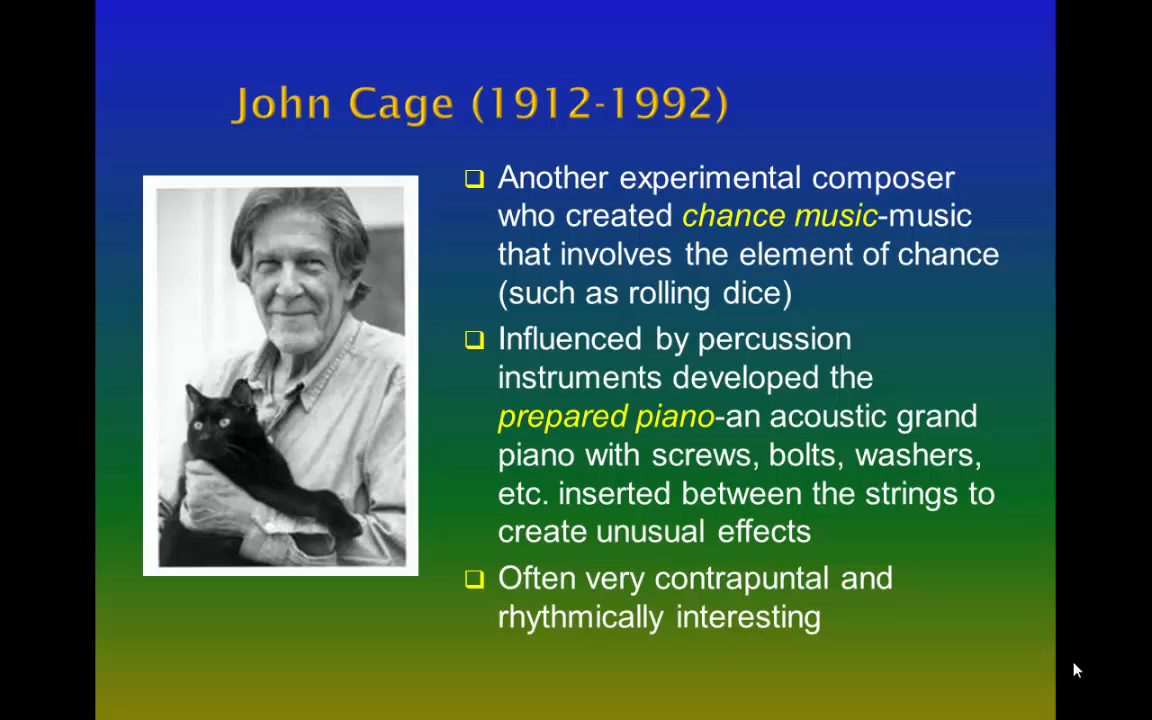 John Cage (1912-1992)
Another experimental composer
who created chance music-music
that involves the element of chance
(such as rolling dice)
Influenced by percussion
instruments developed the
prepared piano-an acoustic grand
piano with screws, bolts, washers,
etc. inserted between the strings to
create unusual effects
Often very contrapuntal and
rhythmically interesting